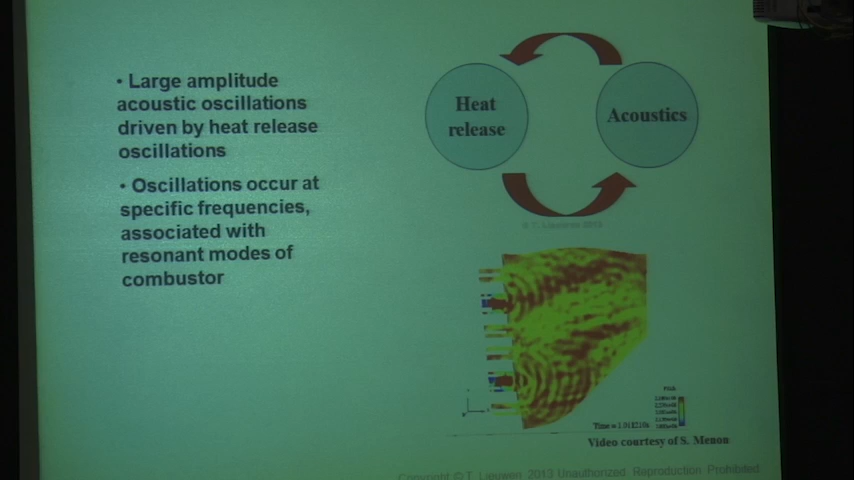 • Large amplitude
acoustic oscillations
driven by heat release
oscillations
• Oscillations occur at
specific frequencies,
associated with
resonant modes of
combustor
Heat
release
Acoustics
Video courtesy of S. Menon
Copyright © T. Lieuwen 2013 Unauthorized Reproduction Prohibited